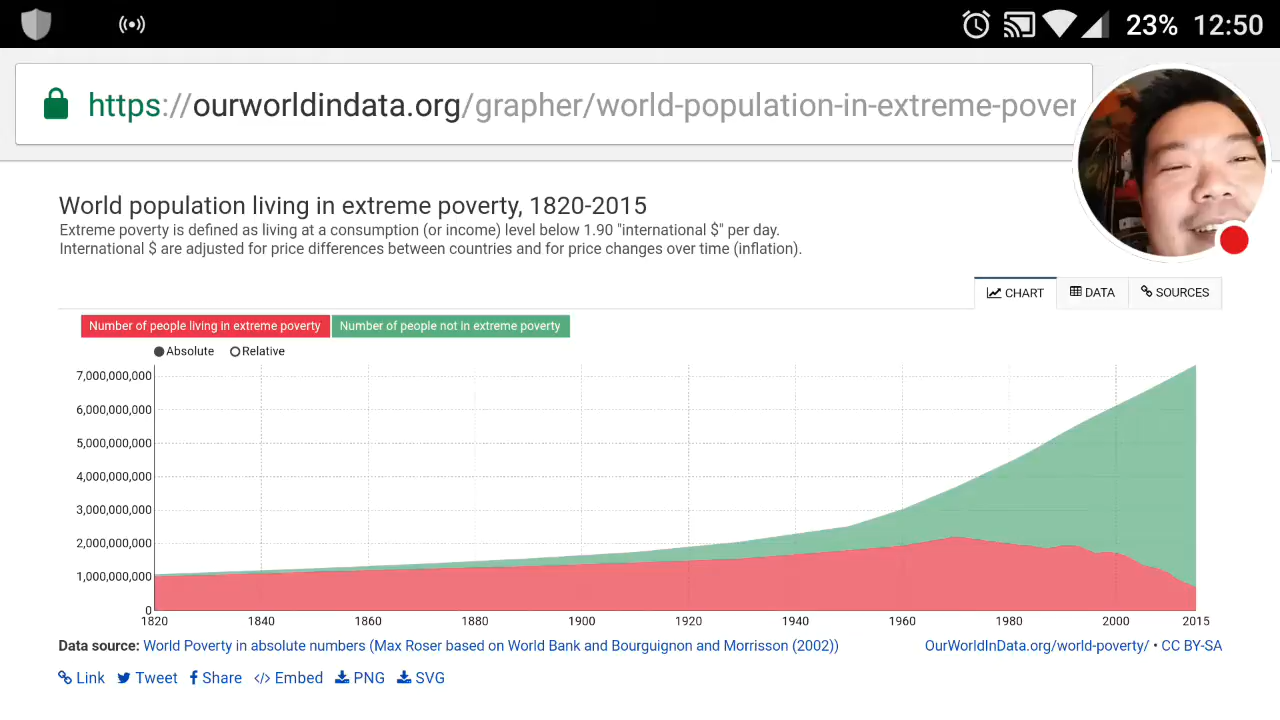 23% 12:50
https://ourworldindata.org/grapher/world-population-in-extreme-pover
World population living in extreme poverty, 1820-2015
Extreme poverty is defined as living at a consumption (or income) level below 1.90 "international $" per day.
International $ are adjusted for price differences between countries and for price changes over time (inflation).
CHART DATA SOURCES
Number of people living in extreme poverty Number of people not in extreme poverty
Absolute Relative
7,000,000,000
6,000,000,000
5,000,000,000
4,000,000,000
3,000,000,000
2,000,000,000
1,000,000,000
0
1820 1840 1860 1880 1900 1920 1940 1960 1980 2000 2015
Data source: World Poverty in absolute numbers (Max Roser based on World Bank and Bourguignon and Morrisson (2002)) OurWorldInData.org/world-poverty/ • CC BY-SA
Link Tweet Share </> Embed PNG SVG